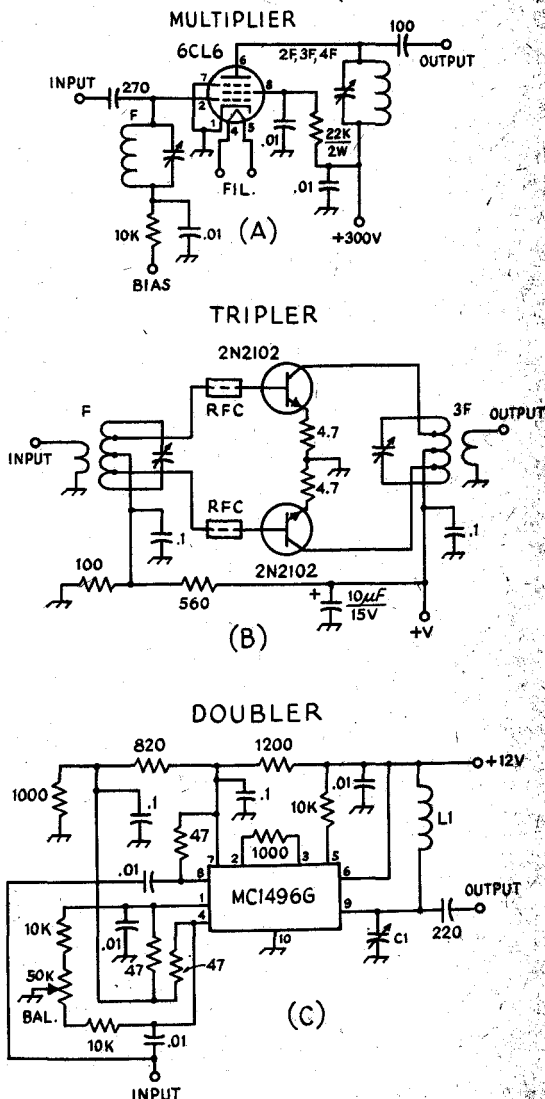 MULTIPLIER
6CL6
100
OUTPUT
2F,3F,4F
6
INPUT
270
7
2
8
F
1
4
5
.01
22K
2W
.01
FIL.
10K
.01
(A)
+300V
BIAS
TRIPLER
2N2102
F
RFC
3F
OUTPUT
INPUT
4.7
4.7
RFC
.1
.1
100
2N2102
560
+
10µF
15V
+V
(B)
DOUBLER
820
1200
+12V
1000
.1
.1
.01
10K
L1
47
1000
.01
7
2
3
5
8
6
MC1496G
OUTPUT
1
9
10K
.01
4
10
C1
220
50K
47
47
BAL.
10K
.01
(C)
INPUT